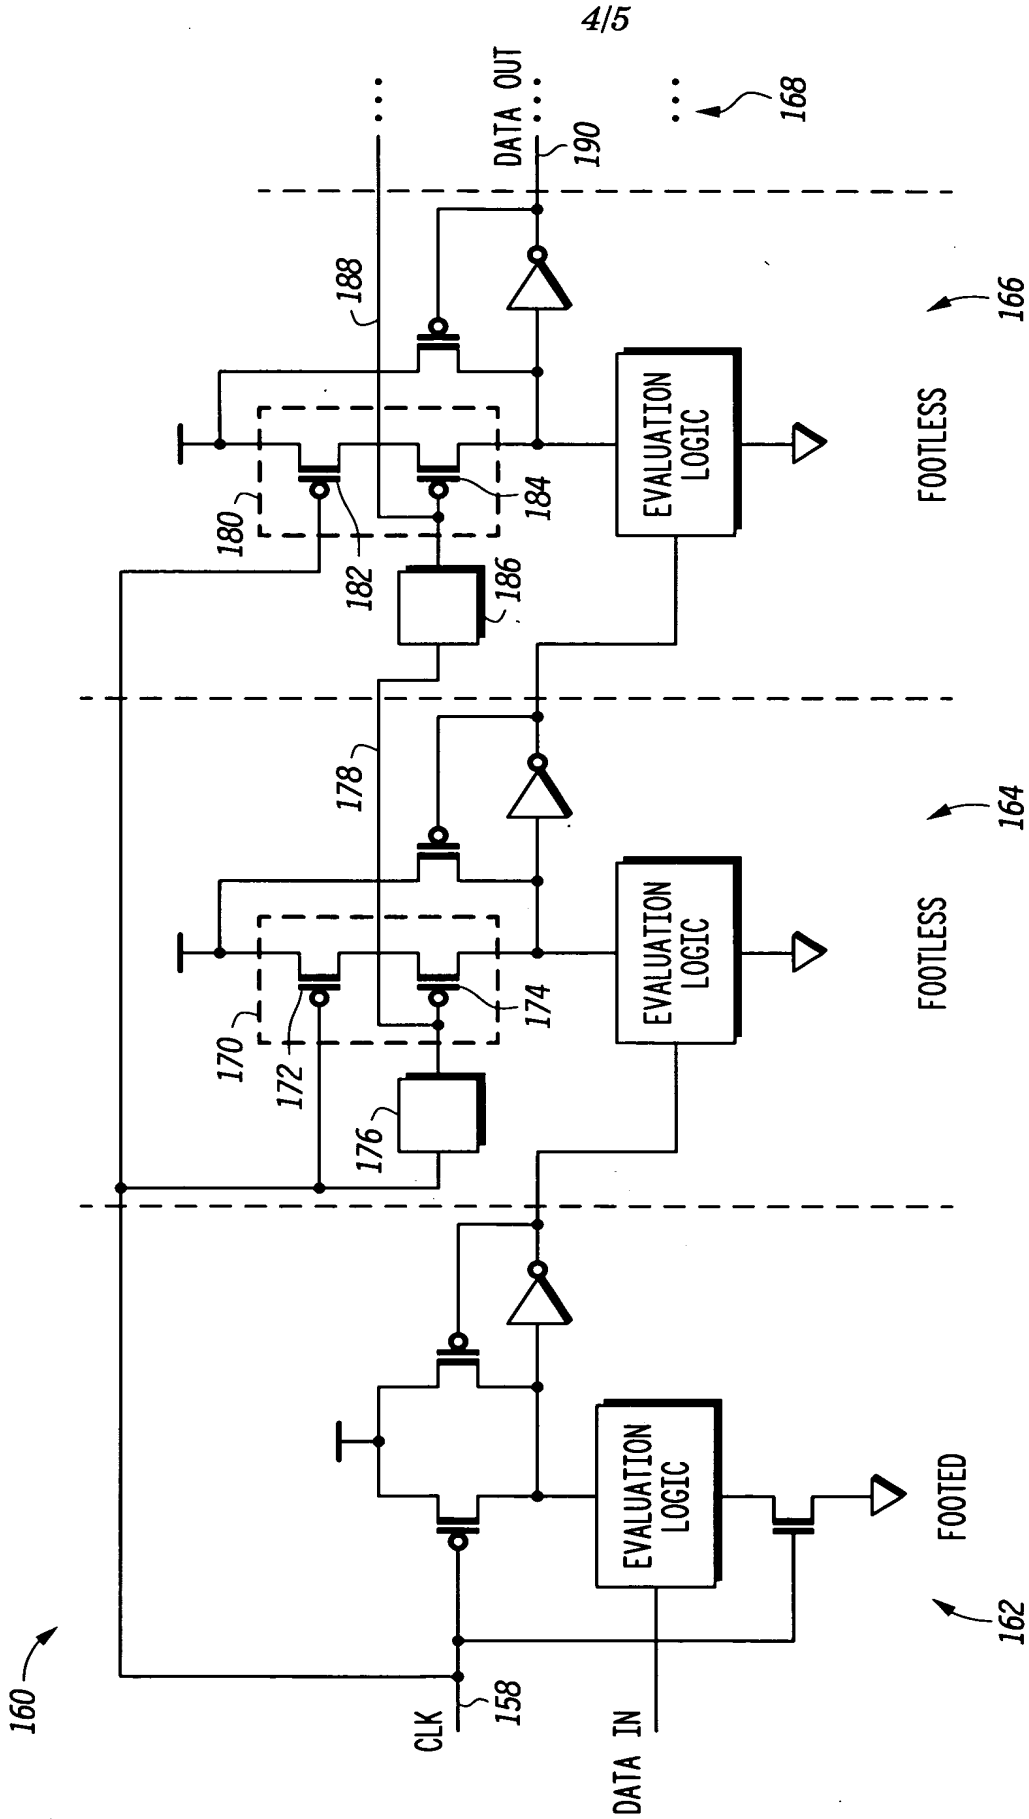 4/5
160
CLK
158
DATA IN
EVALUATION
LOGIC
FOOTED
162
170
172
174
176
178
EVALUATION
LOGIC
FOOTLESS
164
180
182
184
186
188
EVALUATION
LOGIC
FOOTLESS
166
DATA OUT
190
168